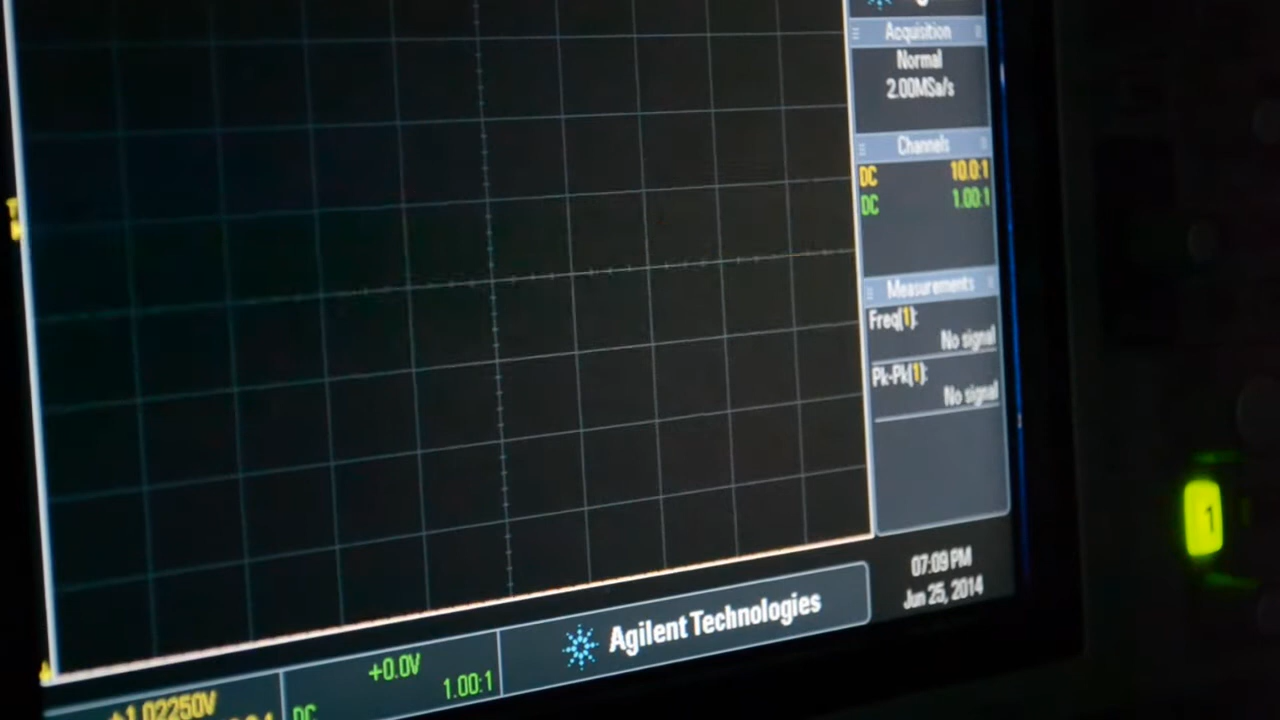 Acquisition
Normal
2.00MSa/s
Channels
DC 10.0:1
DC 1.00:1
Measurements
Freq(1):
No signal
Pk-Pk(1):
No signal
1
07:09 PM
Jun 25, 2014
Agilent Technologies
+0.0V
DC 1.00:1
+1.02250V